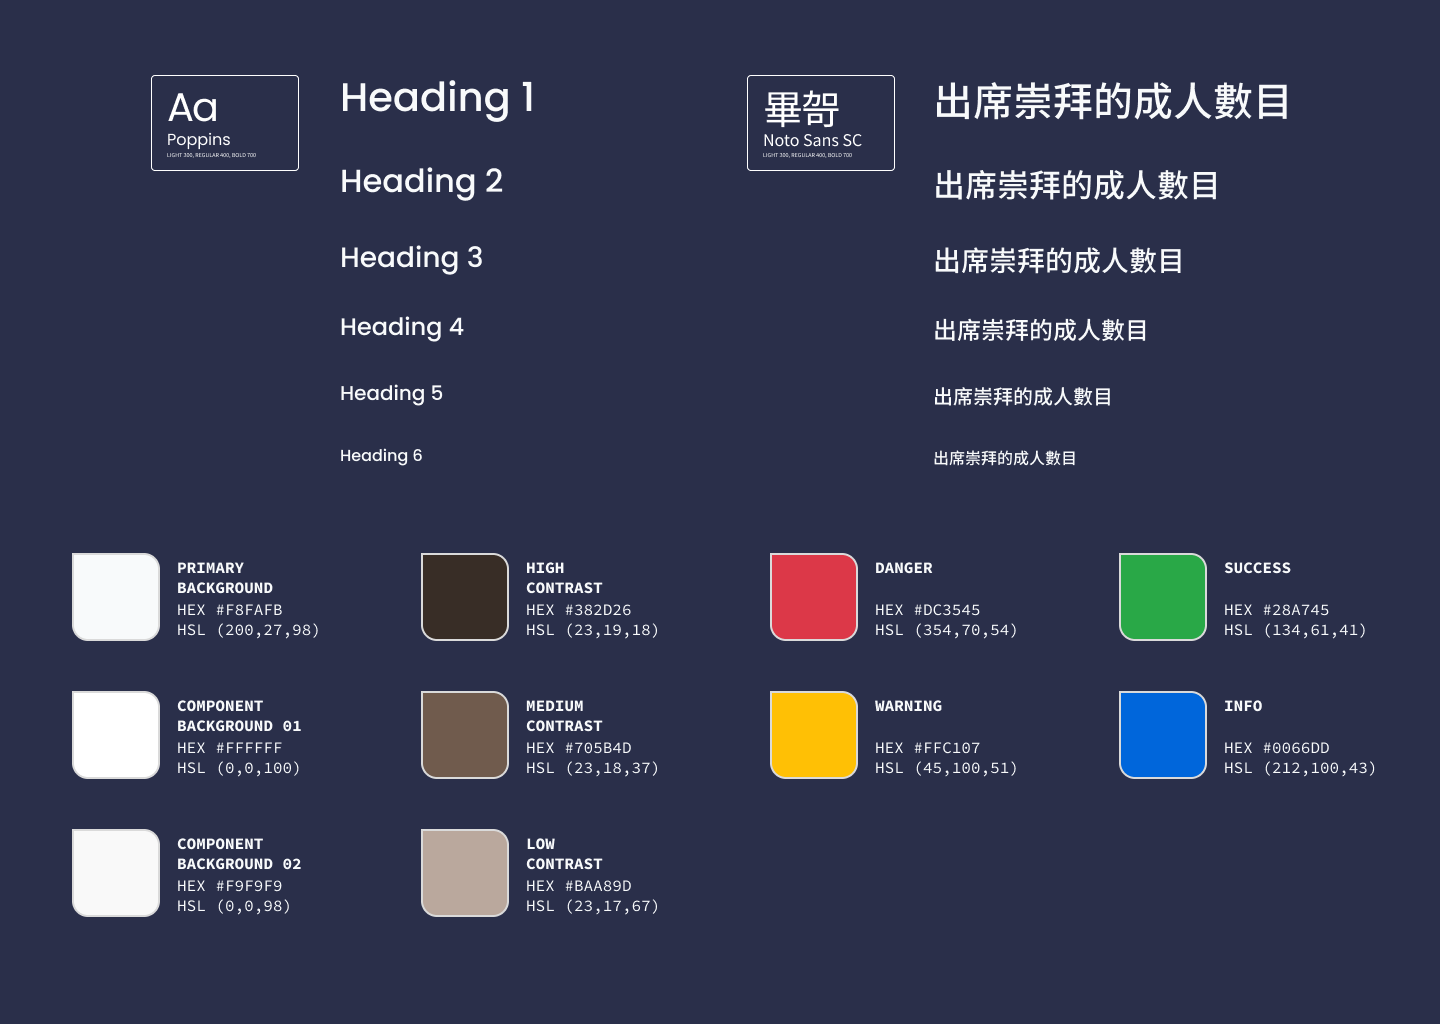 Aa
Poppins
LIGHT 300, REGULAR 400, BOLD 700
Heading 1
Heading 2
Heading 3
Heading 4
Heading 5
Heading 6
畢哿
Noto Sans SC
LIGHT 300, REGULAR 400, BOLD 700
出席崇拜的成人數目
出席崇拜的成人數目
出席崇拜的成人數目
出席崇拜的成人數目
出席崇拜的成人數目
出席崇拜的成人數目
PRIMARY
BACKGROUND
HEX #F8FAFB
HSL (200,27,98)
HIGH
CONTRAST
HEX #382D26
HSL (23,19,18)
DANGER
HEX #DC3545
HSL (354,70,54)
SUCCESS
HEX #28A745
HSL (134,61,41)
COMPONENT
BACKGROUND 01
HEX #FFFFFF
HSL (0,0,100)
MEDIUM
CONTRAST
HEX #705B4D
HSL (23,18,37)
WARNING
HEX #FFC107
HSL (45,100,51)
INFO
HEX #0066DD
HSL (212,100,43)
COMPONENT
BACKGROUND 02
HEX #F9F9F9
HSL (0,0,98)
LOW
CONTRAST
HEX #BAA89D
HSL (23,17,67)